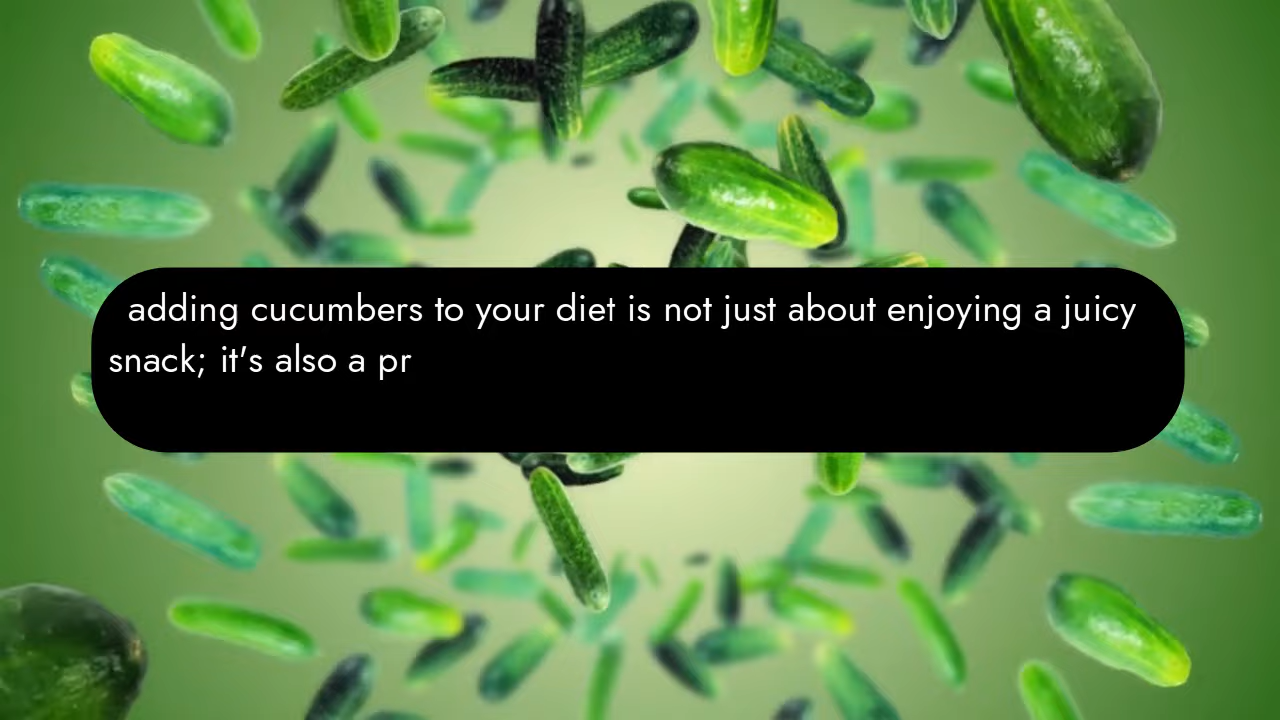 adding cucumbers to your diet is not just about enjoying a juicy
snack; it's also a pr